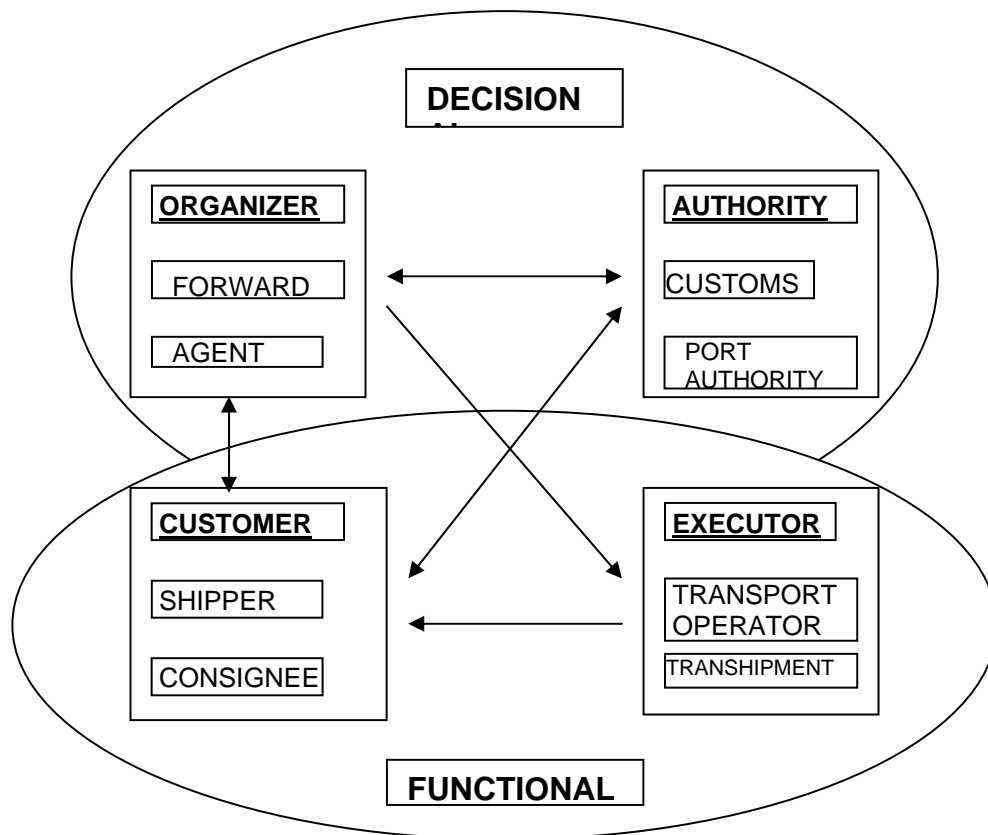 DECISION
ORGANIZER
FORWARD
AGENT
AUTHORITY
CUSTOMS
PORT
AUTHORITY
CUSTOMER
SHIPPER
CONSIGNEE
EXECUTOR
TRANSPORT
OPERATOR
TRANSHIPMENT
FUNCTIONAL